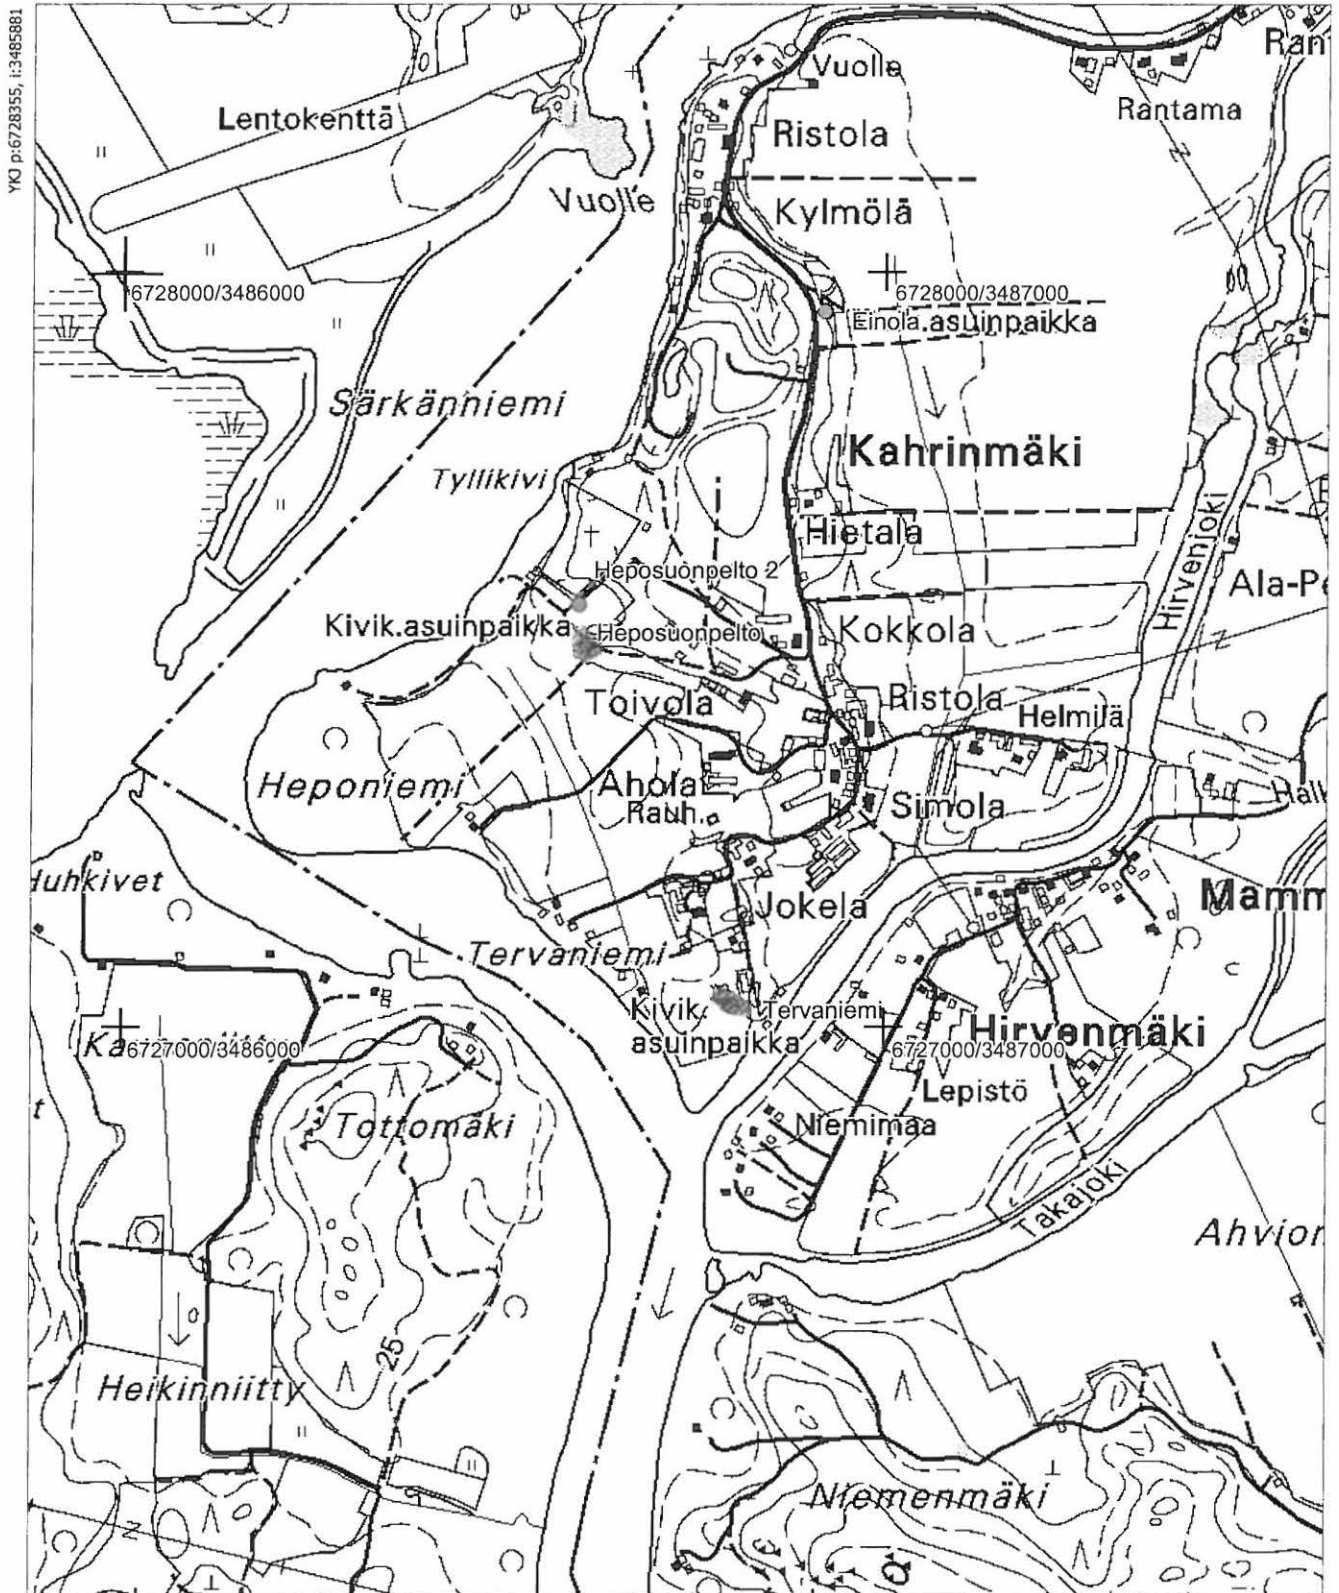 YKJ p:6728355, i:3485881
Lentokenttä
Vuolle
Rantama
Ristola
Vuolle
Kylmölä
6728000/3486000
6728000/3487000
Einola.asuinpaikka
Särkänniemi
Kahrinmäki
Tyllikivi
Hietala
Hirvenjoki
Heposuonpelto 2
Kivik.asuinpaikka
Heposuonpelto
Kokkola
Toivola
Ristola
Helmilä
Heponiemi
Ahola
Rauh.
Simola
Jokela
Tervaniemi
Kivik.
asuinpaikka
Tervaniemi
Hirvenmäki
6727000/3486000
6727000/3487000
Lepistö
Tottomäki
Niemimaa
Takajoki
25
Heikinniitty
Niemenmäki